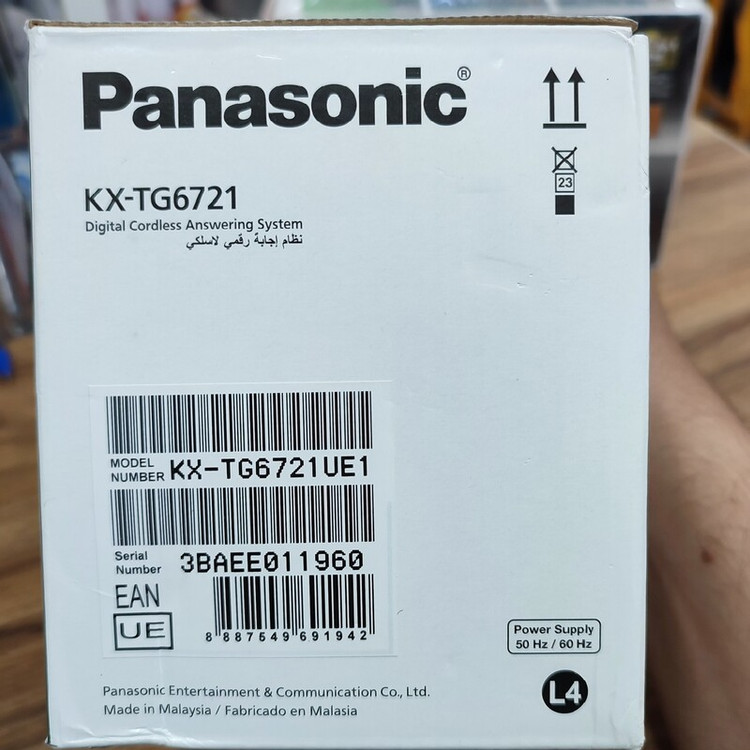 Panasonic®
KX-TG6721
Digital Cordless Answering System
نظام إجابة رقمي لاسلكي
23
MODEL NUMBER KX-TG6721UE1
Serial Number 3BAEE011960
EAN
UE
8 887549 691942
Power Supply
50 Hz / 60 Hz
Panasonic Entertainment & Communication Co., Ltd.
Made in Malaysia / Fabricado en Malasia
L4